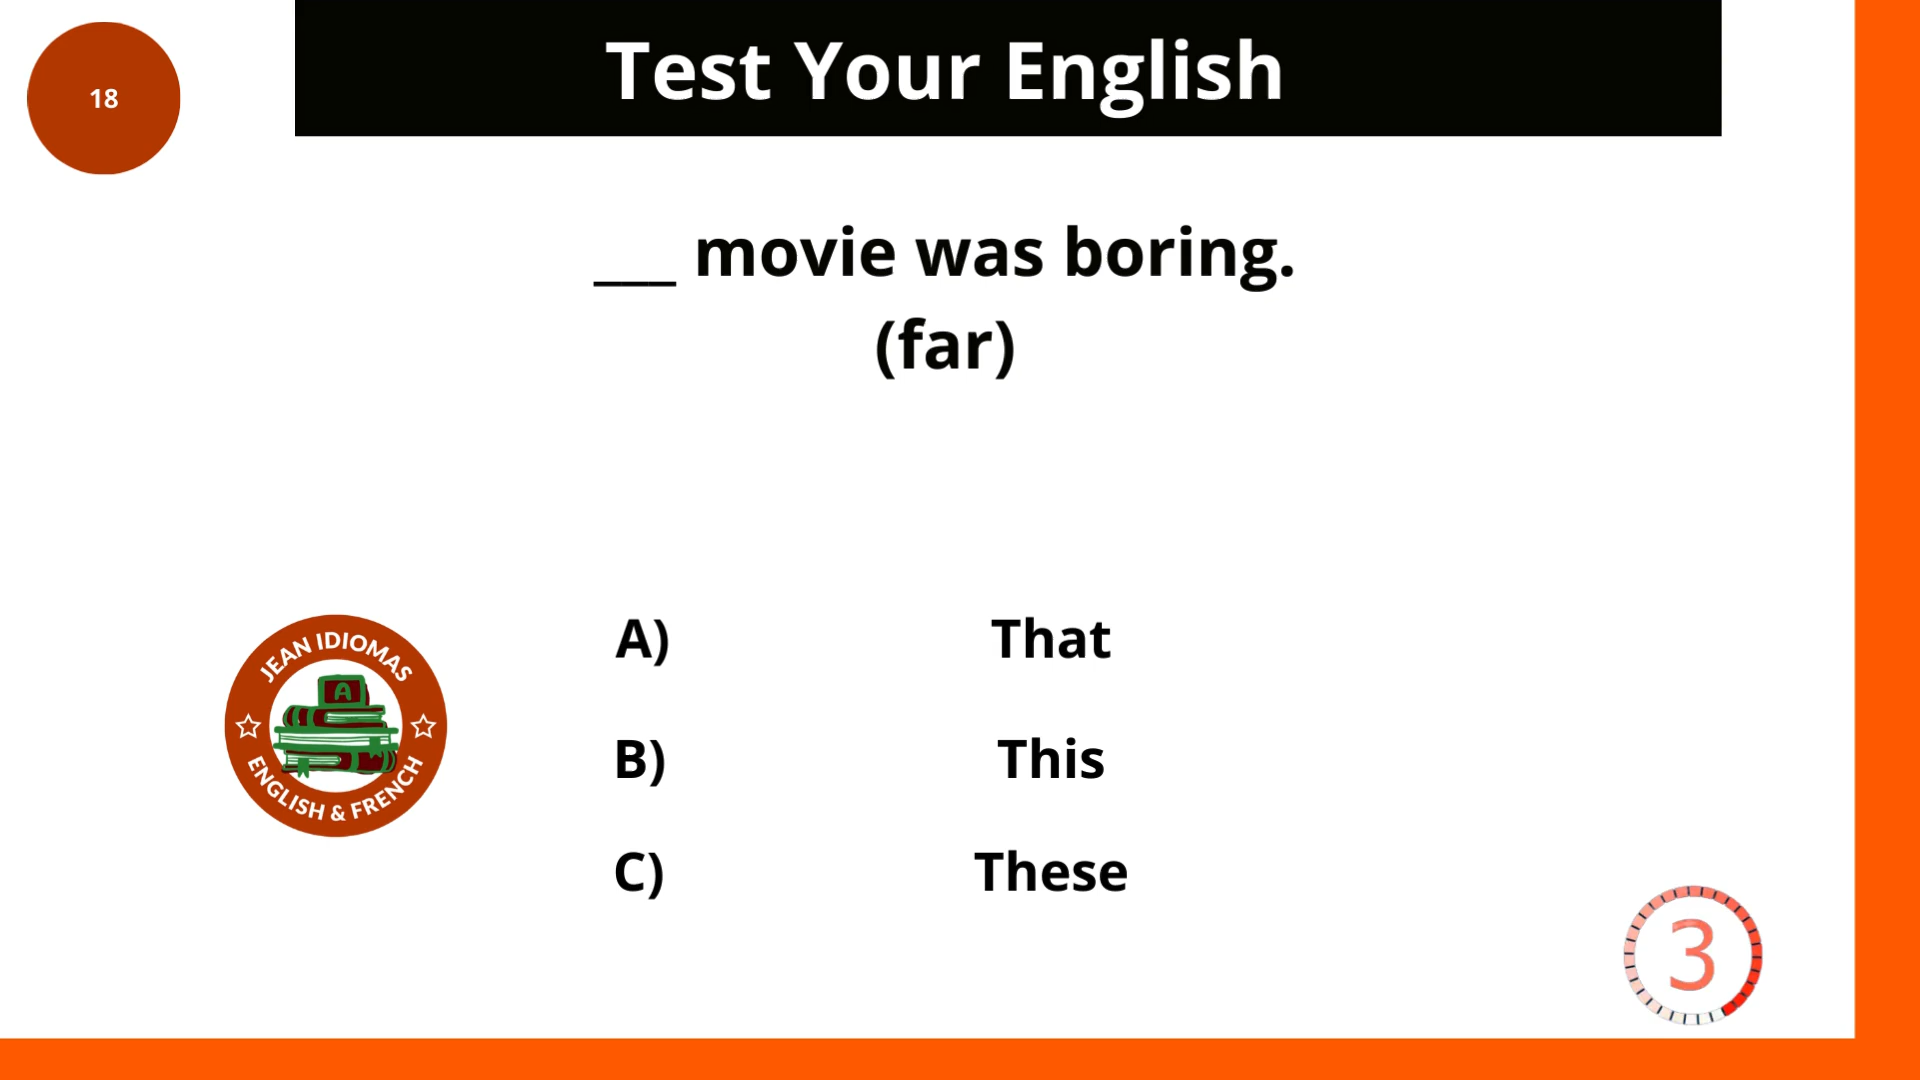 18
Test Your English
___ movie was boring.
(far)
A) That
B) This
C) These
JEAN IDIOMAS
A
ENGLISH & FRENCH
3